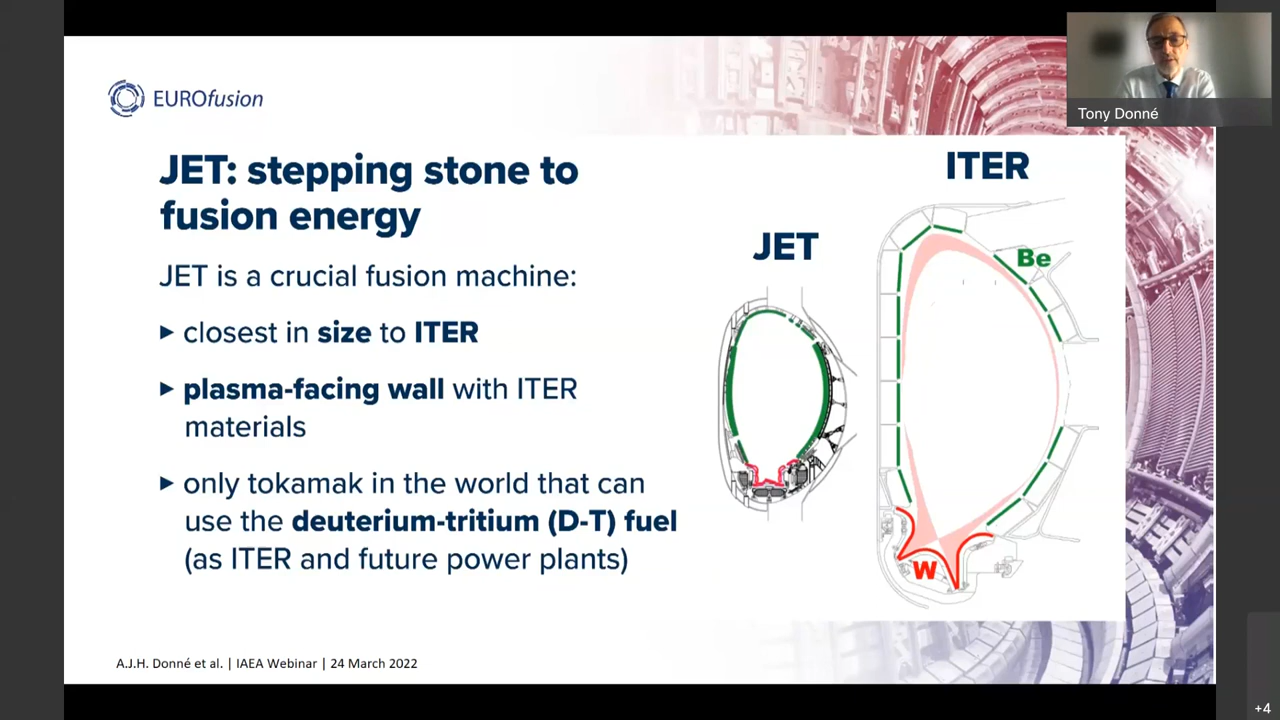 EUROfusion
Tony Donné
JET: stepping stone to
fusion energy
JET is a crucial fusion machine:
closest in size to ITER
plasma-facing wall with ITER
materials
only tokamak in the world that can
use the deuterium-tritium (D-T) fuel
(as ITER and future power plants)
JET
ITER
Be
W
A.J.H. Donné et al. | IAEA Webinar | 24 March 2022
+4